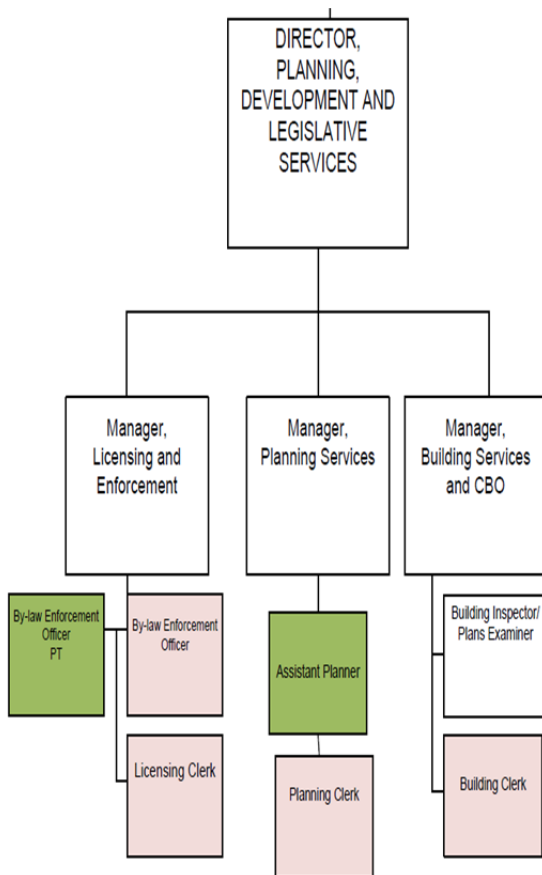 DIRECTOR,
PLANNING,
DEVELOPMENT AND
LEGISLATIVE
SERVICES
Manager,
Licensing and
Enforcement
Manager,
Planning Services
Manager,
Building Services
and CBO
By-law Enforcement
Officer
PT
By-law Enforcement
Officer
Assistant Planner
Building Inspector/
Plans Examiner
Licensing Clerk
Planning Clerk
Building Clerk